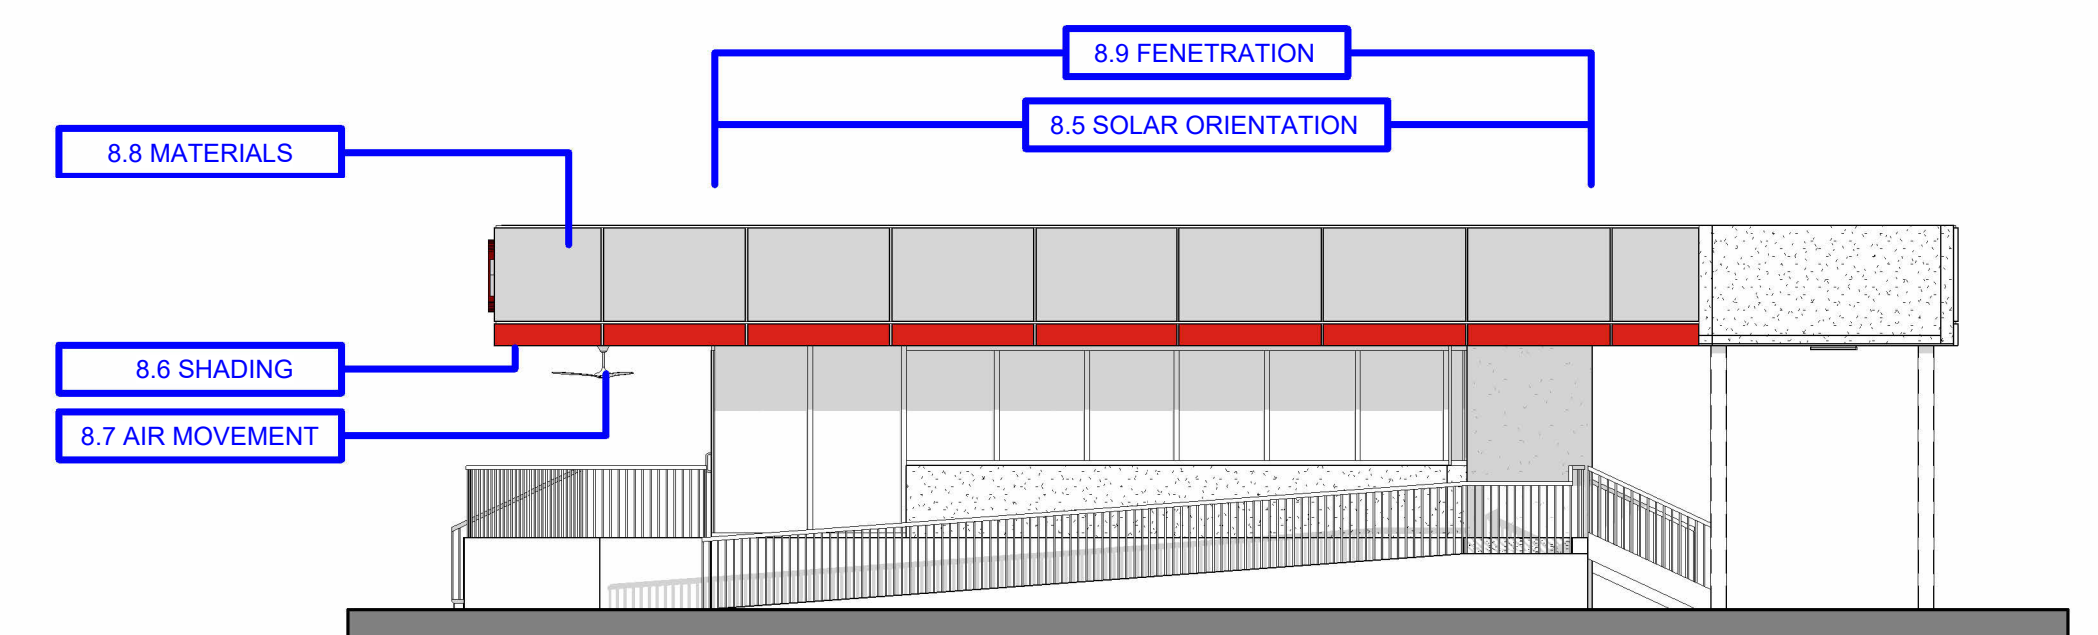 8.9 FENETRATION
8.5 SOLAR ORIENTATION
8.8 MATERIALS
8.6 SHADING
8.7 AIR MOVEMENT